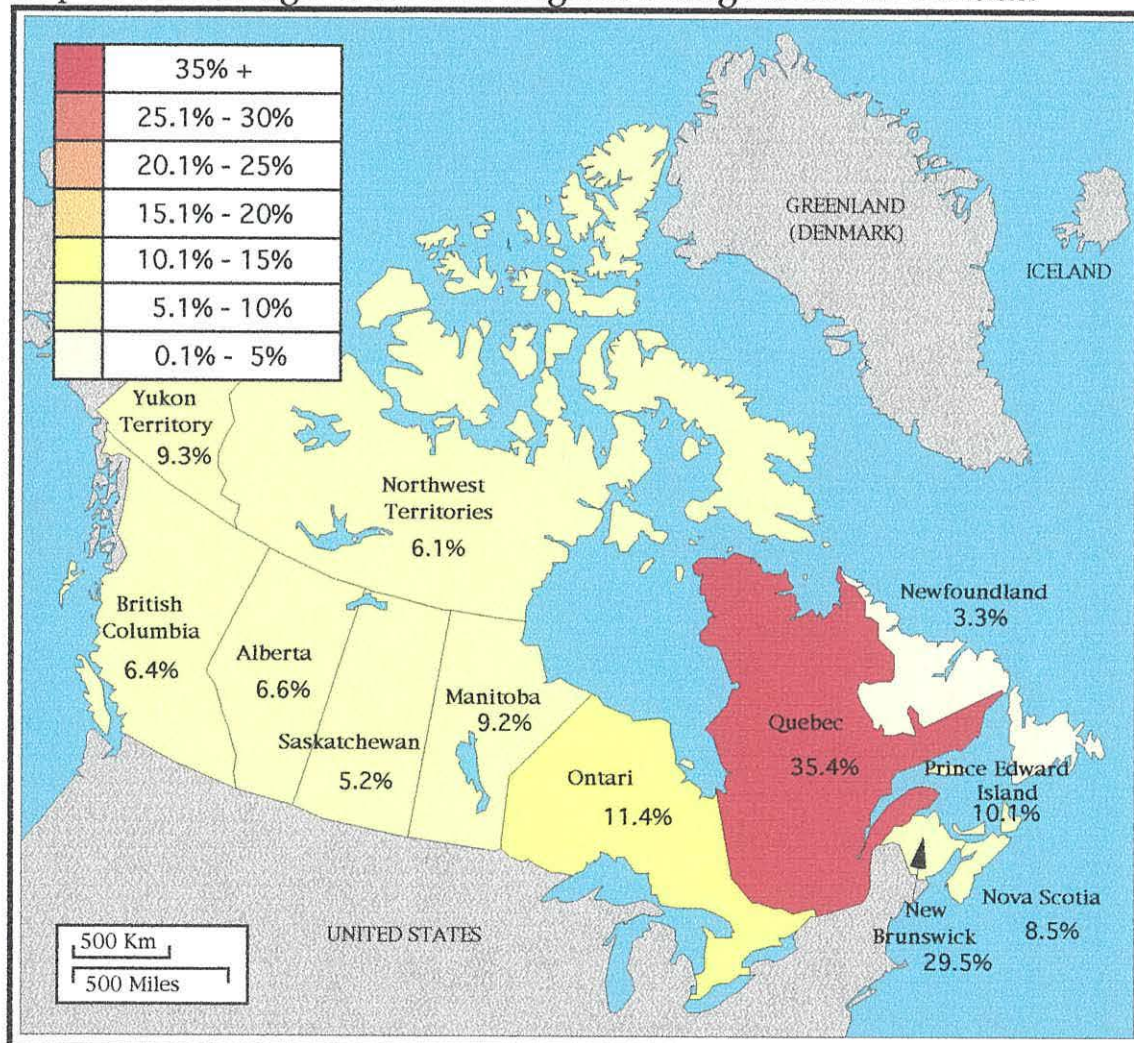 35% +
25.1% - 30%
20.1% - 25%
15.1% - 20%
10.1% - 15%
5.1% - 10%
0.1% - 5%
GREENLAND
(DENMARK)
ICELAND
Yukon
Territory
9.3%
Northwest
Territories
6.1%
British
Columbia
6.4%
Alberta
6.6%
Saskatchewan
5.2%
Manitoba
9.2%
Ontari
11.4%
Quebec
35.4%
Newfoundland
3.3%
Prince Edward
Island
10.1%
Nova Scotia
8.5%
New
Brunswick
29.5%
UNITED STATES
500 Km
500 Miles